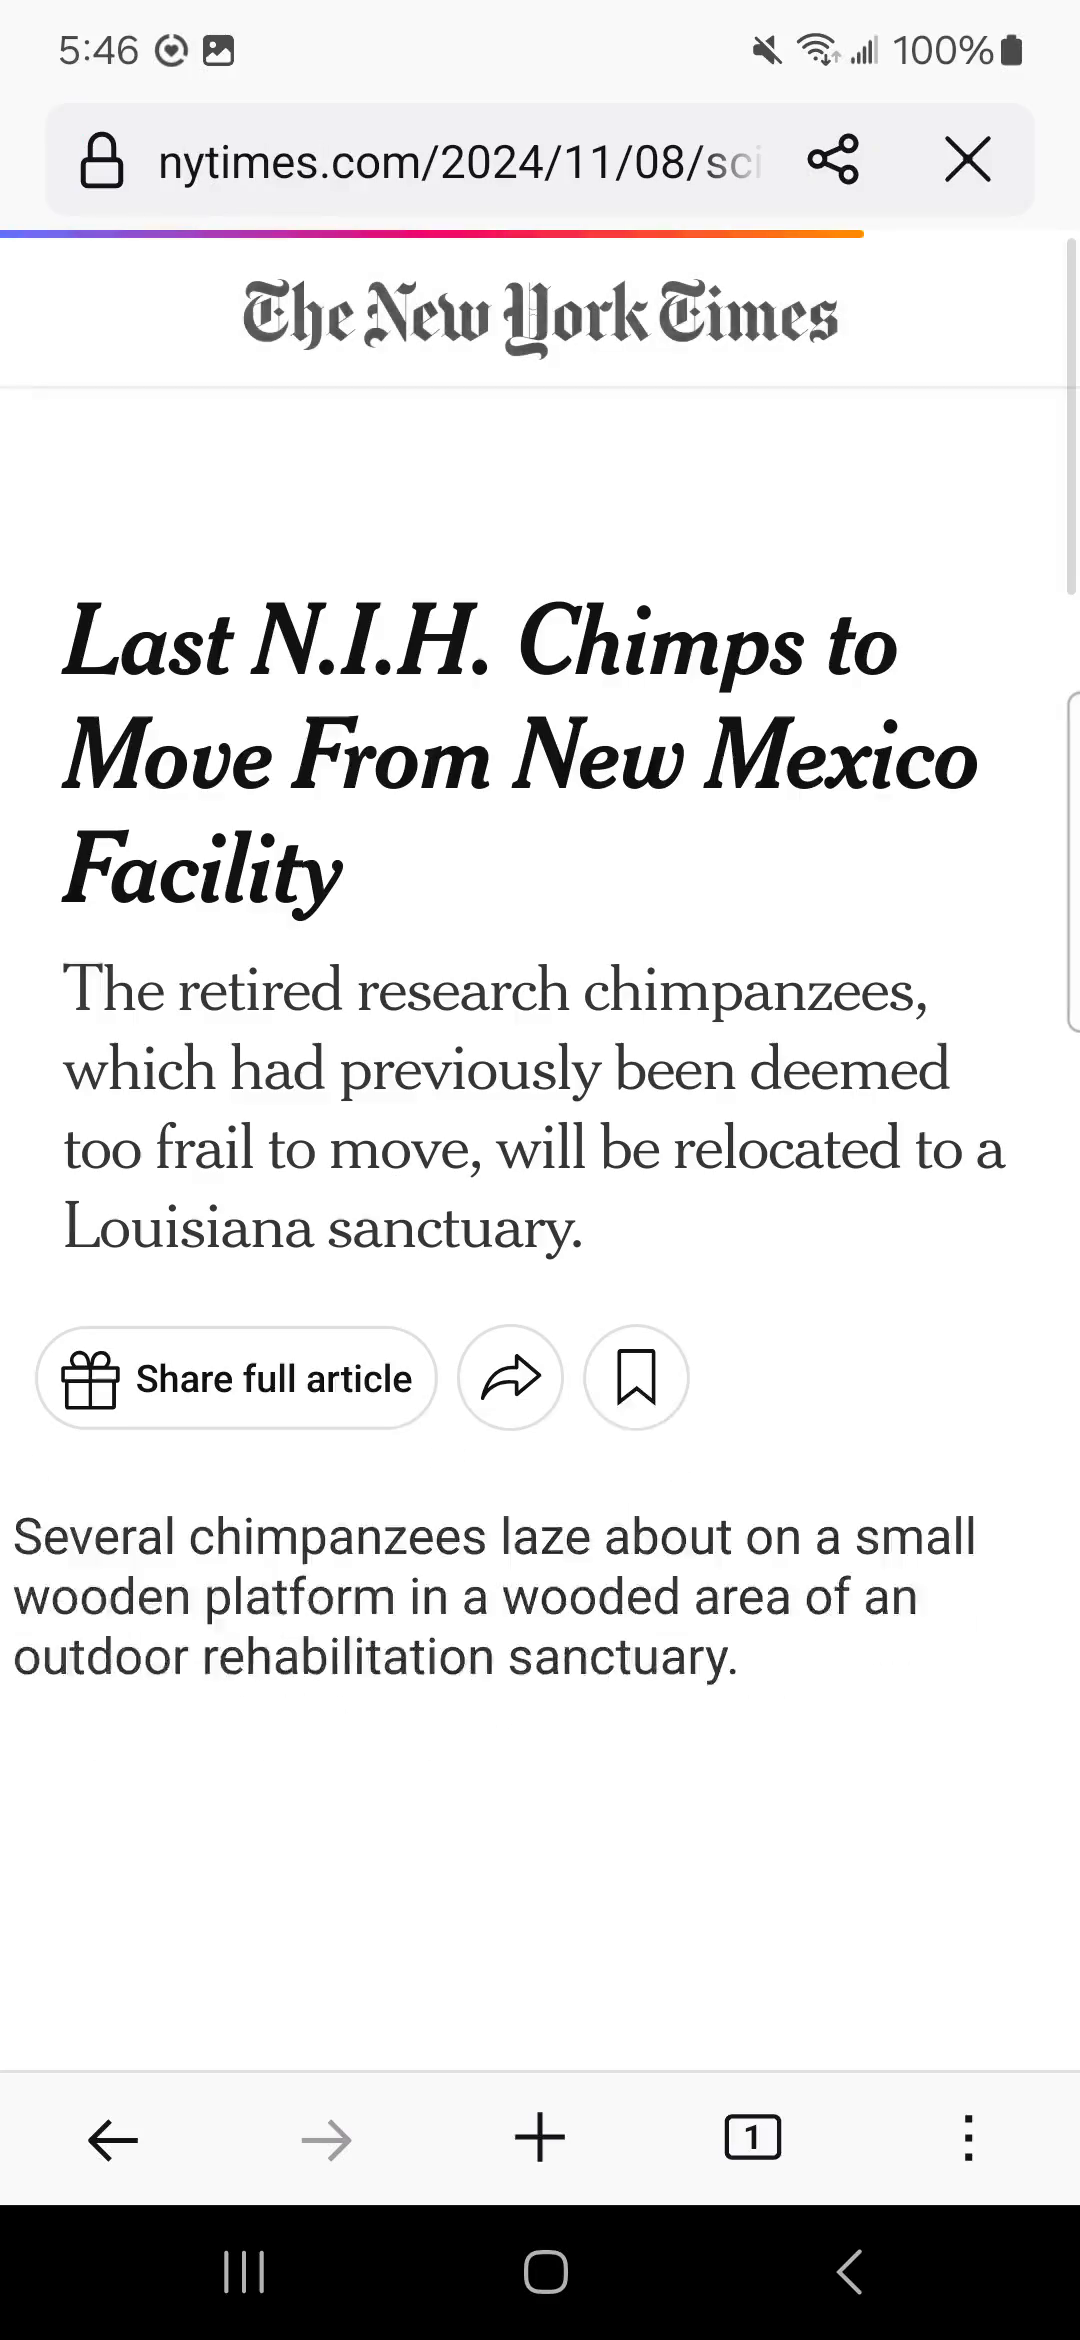 5:46
100%
nytimes.com/2024/11/08/sci
The New York Times
Last N.I.H. Chimps to
Move From New Mexico
Facility
The retired research chimpanzees,
which had previously been deemed
too frail to move, will be relocated to a
Louisiana sanctuary.
Share full article
Several chimpanzees laze about on a small
wooden platform in a wooded area of an
outdoor rehabilitation sanctuary.
1